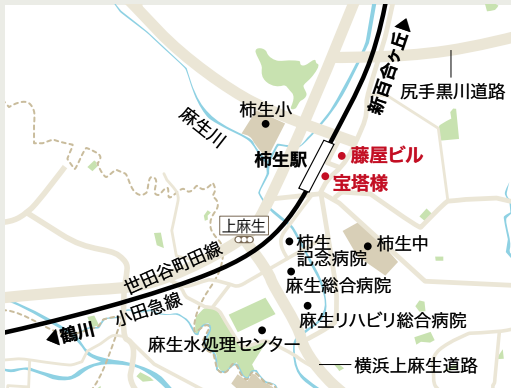 新百合ヶ丘
尻手黒川道路
柿生小
麻生川
柿生駅
藤屋ビル
宝塔様
上麻生
柿生
記念病院
柿生中
世田谷町田線
麻生総合病院
小田急線
麻生リハビリ総合病院
鶴川
麻生水処理センター
横浜上麻生道路